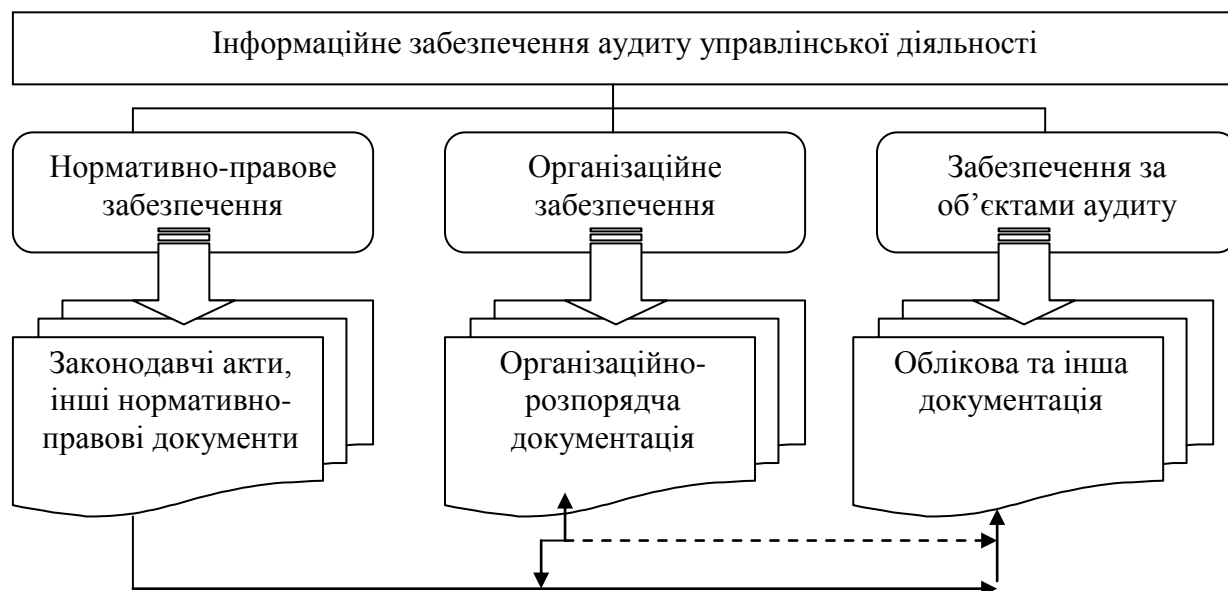 Інформаційне забезпечення аудиту управлінської діяльності
Нормативно-правове
забезпечення
Організаційне
забезпечення
Забезпечення за
об’єктами аудиту
Законодавчі акти,
інші нормативно-
правові документи
Організаційно-
розпорядча
документація
Облікова та інша
документація